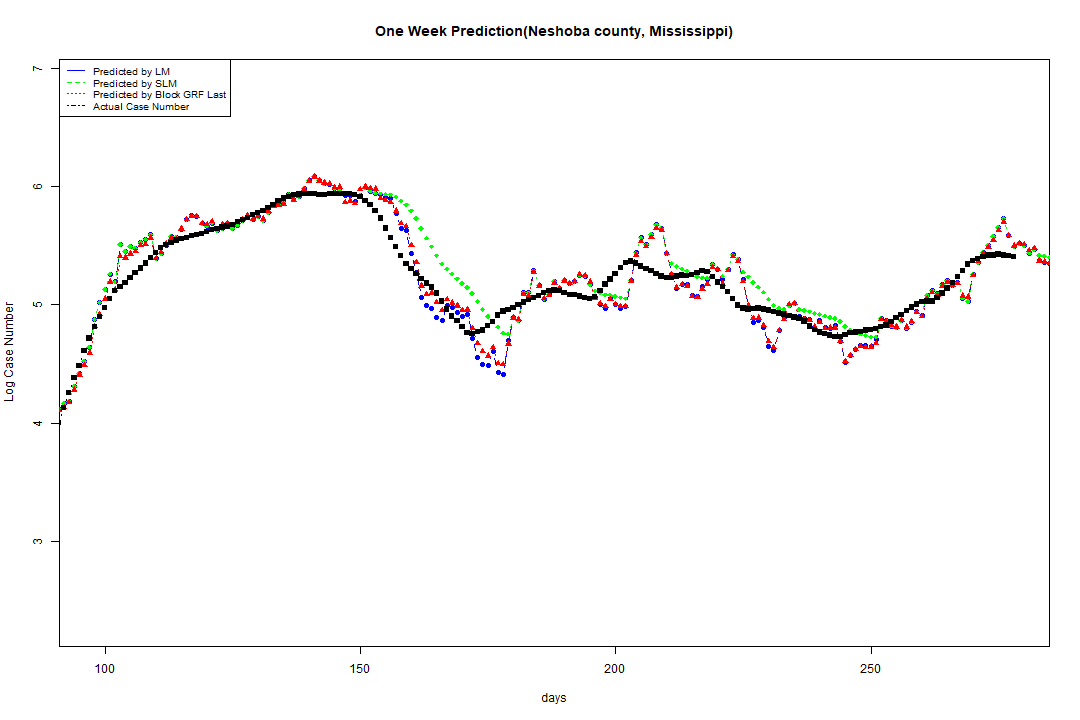 One Week Prediction(Neshoba county, Mississippi)
Predicted by LM
Predicted by SLM
Predicted by Block GRF Last
Actual Case Number
7
6
5
4
3
Log Case Number
100
150
200
250
days